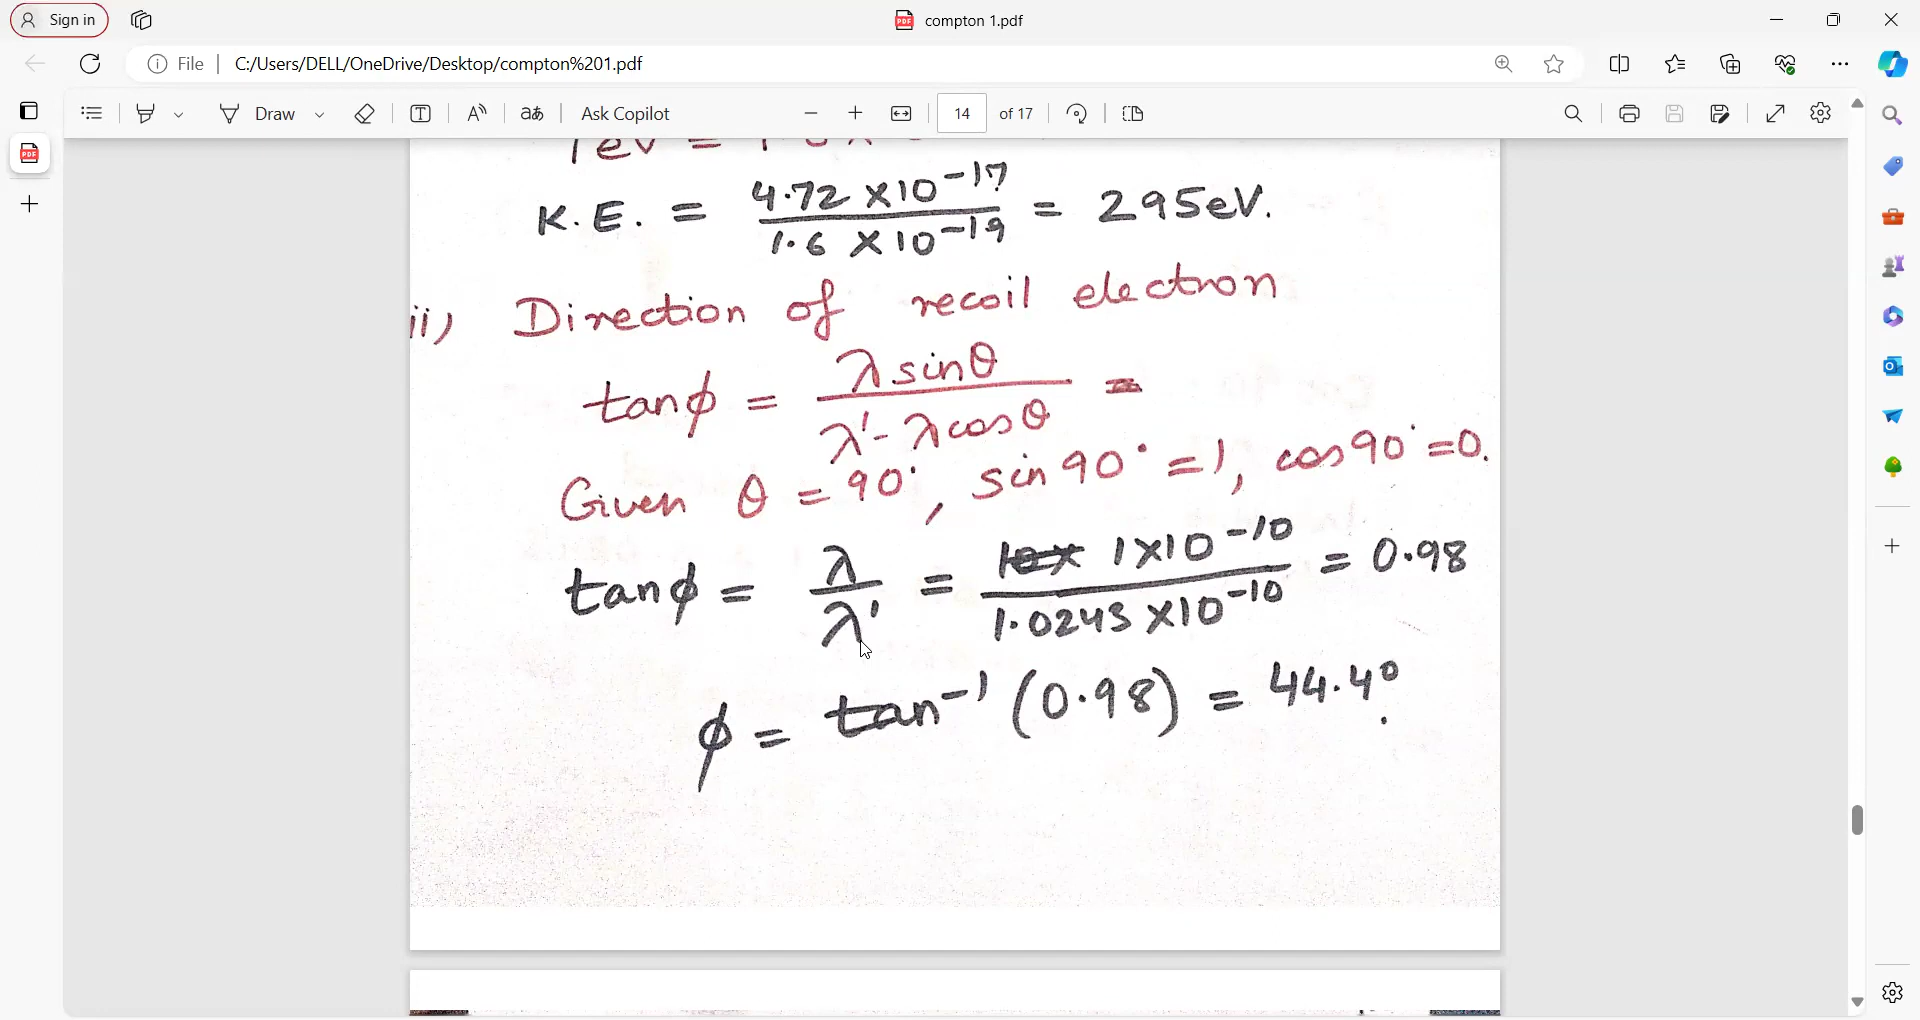 Sign in
compton 1.pdf
File
C:/Users/DELL/OneDrive/Desktop/compton%201.pdf
Draw
aあ
Ask Copilot
14 of 17
1eV =
K.E. = 4.72 × 10^-17 / 1.6 × 10^-19 = 295eV.
ii) Direction of recoil electron
tanφ = λ sinθ / λ' - λ cosθ =
Given θ = 90°, sin 90° = 1, cos 90° = 0.
tanφ = λ / λ' = 1×10^-10 / 1.0243 ×10^-10 = 0.98
φ = tan^-1 (0.98) = 44.4°.